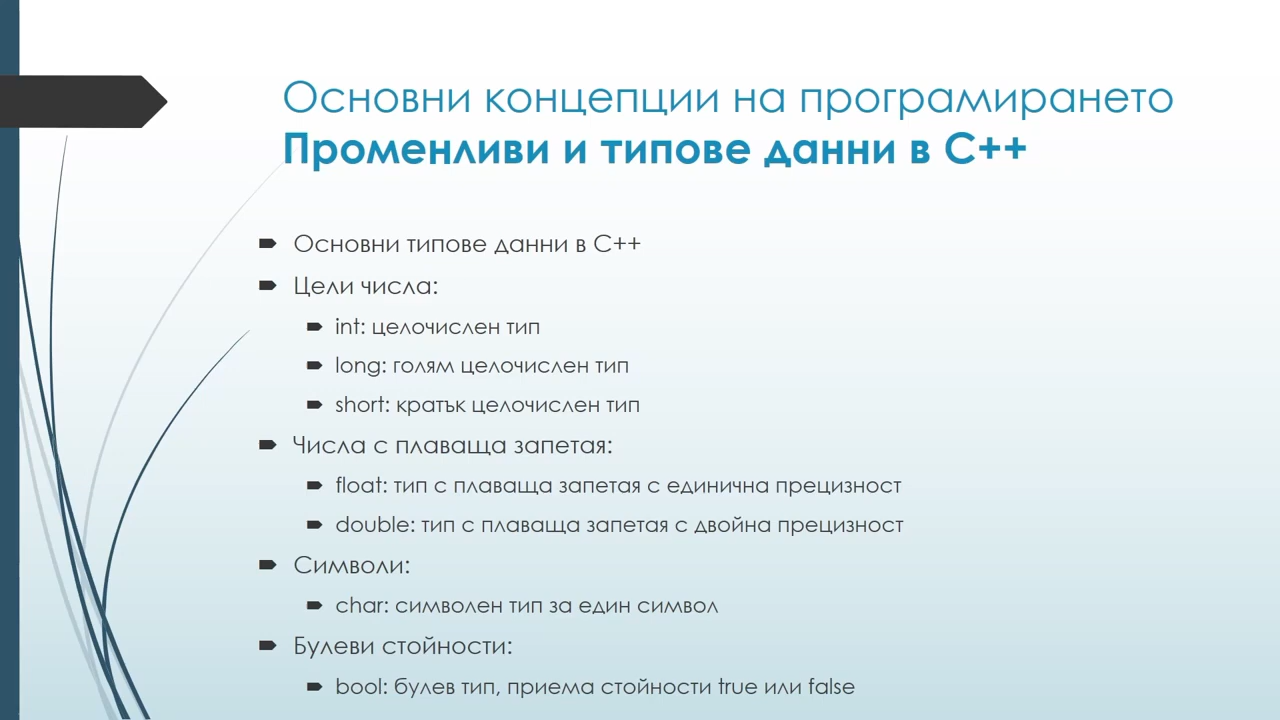 Основни концепции на програмирането
Променливи и типове данни в C++
Основни типове данни в C++
Цели числа:
int: целочислен тип
long: голям целочислен тип
short: кратък целочислен тип
Числа с плаваща запетая:
float: тип с плаваща запетая с единична прецизност
double: тип с плаваща запетая с двойна прецизност
Символи:
char: символен тип за един символ
Булеви стойности:
bool: булев тип, приема стойности true или false